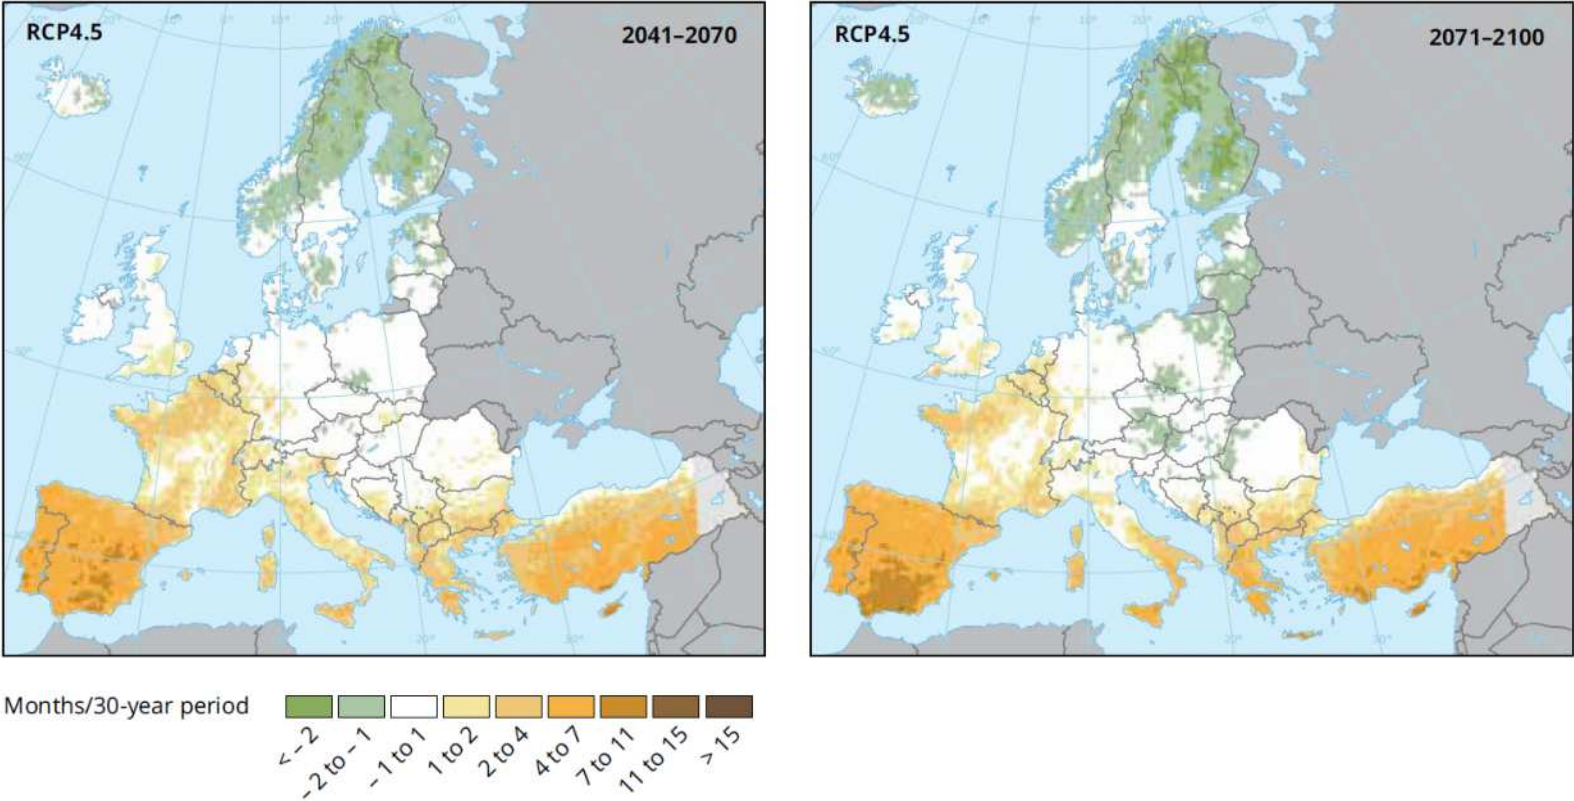 RCP4.5
2041–2070
RCP4.5
2071–2100
Months/30-year period
< – 2
– 2 to – 1
– 1 to 1
1 to 2
2 to 4
4 to 7
7 to 11
11 to 15
> 15